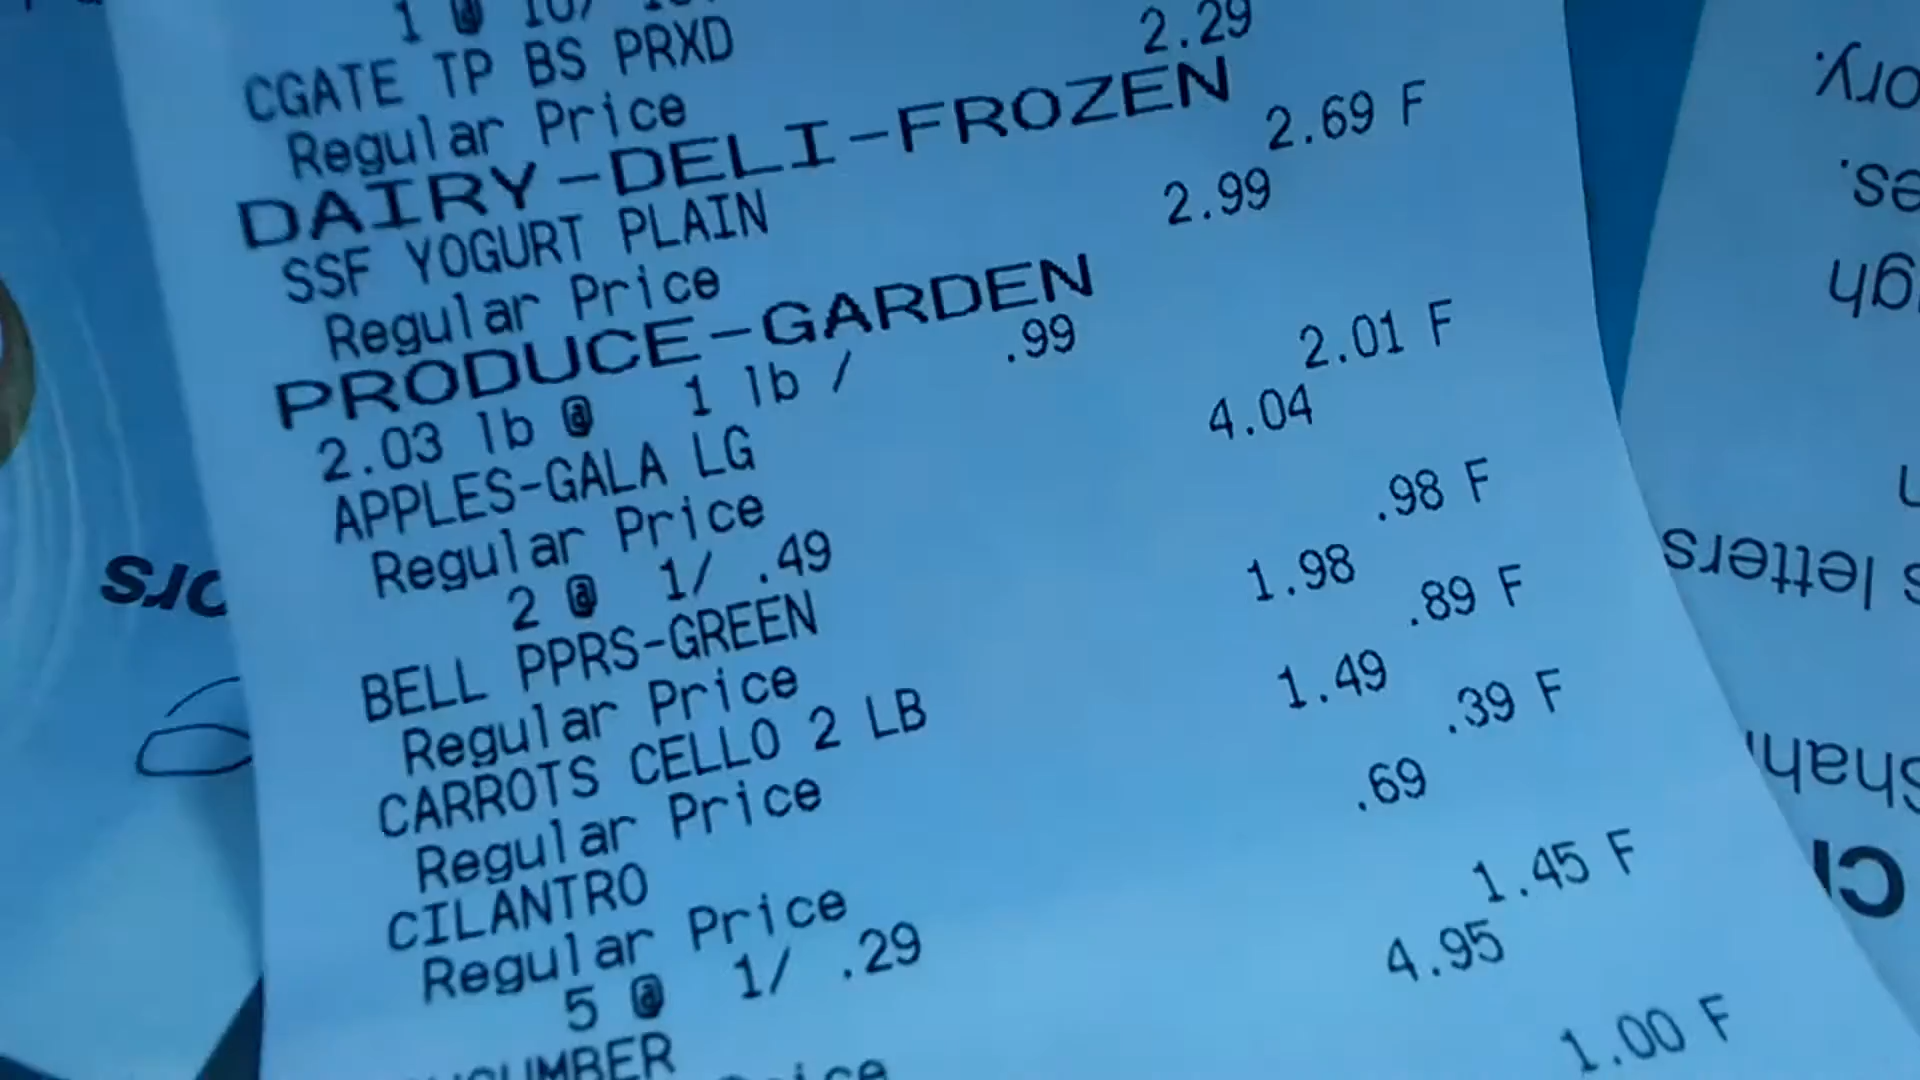 1 @
CGATE TP BS PRXD
Regular Price 2.29
DAIRY-DELI-FROZEN
SSF YOGURT PLAIN 2.69 F
Regular Price 2.99
PRODUCE-GARDEN
2.03 lb @ 1 lb / .99
APPLES-GALA LG 2.01 F
Regular Price 4.04
2 @ 1/ .49
BELL PPRS-GREEN .98 F
Regular Price 1.98
CARROTS CELLO 2 LB .89 F
Regular Price 1.49
CILANTRO .39 F
Regular Price .69
5 @ 1/ .29
1.45 F
4.95
1.00 F
letters